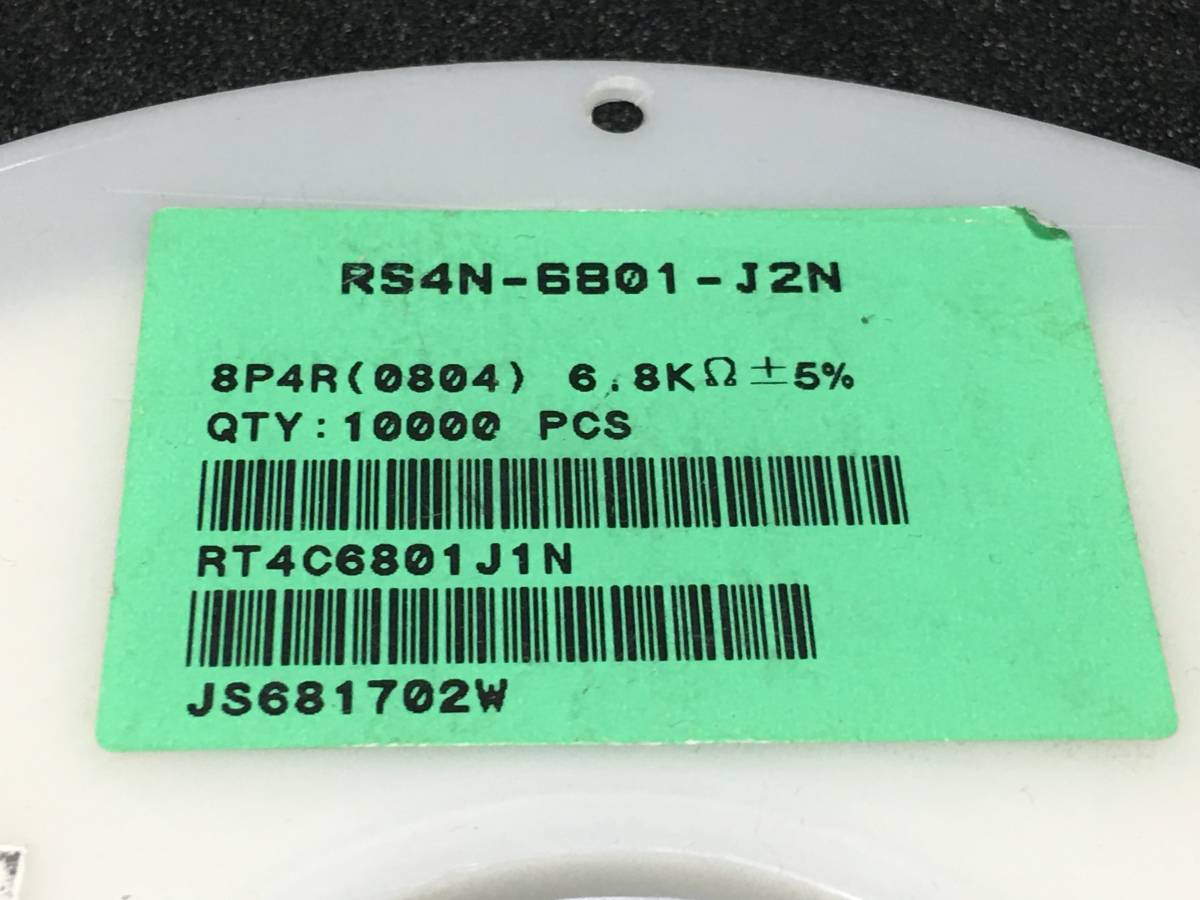 RS4N-6801-J2N
8P4R(0804) 6.8KΩ ±5%
QTY:10000 PCS
RT4C6801J1N
JS681702W